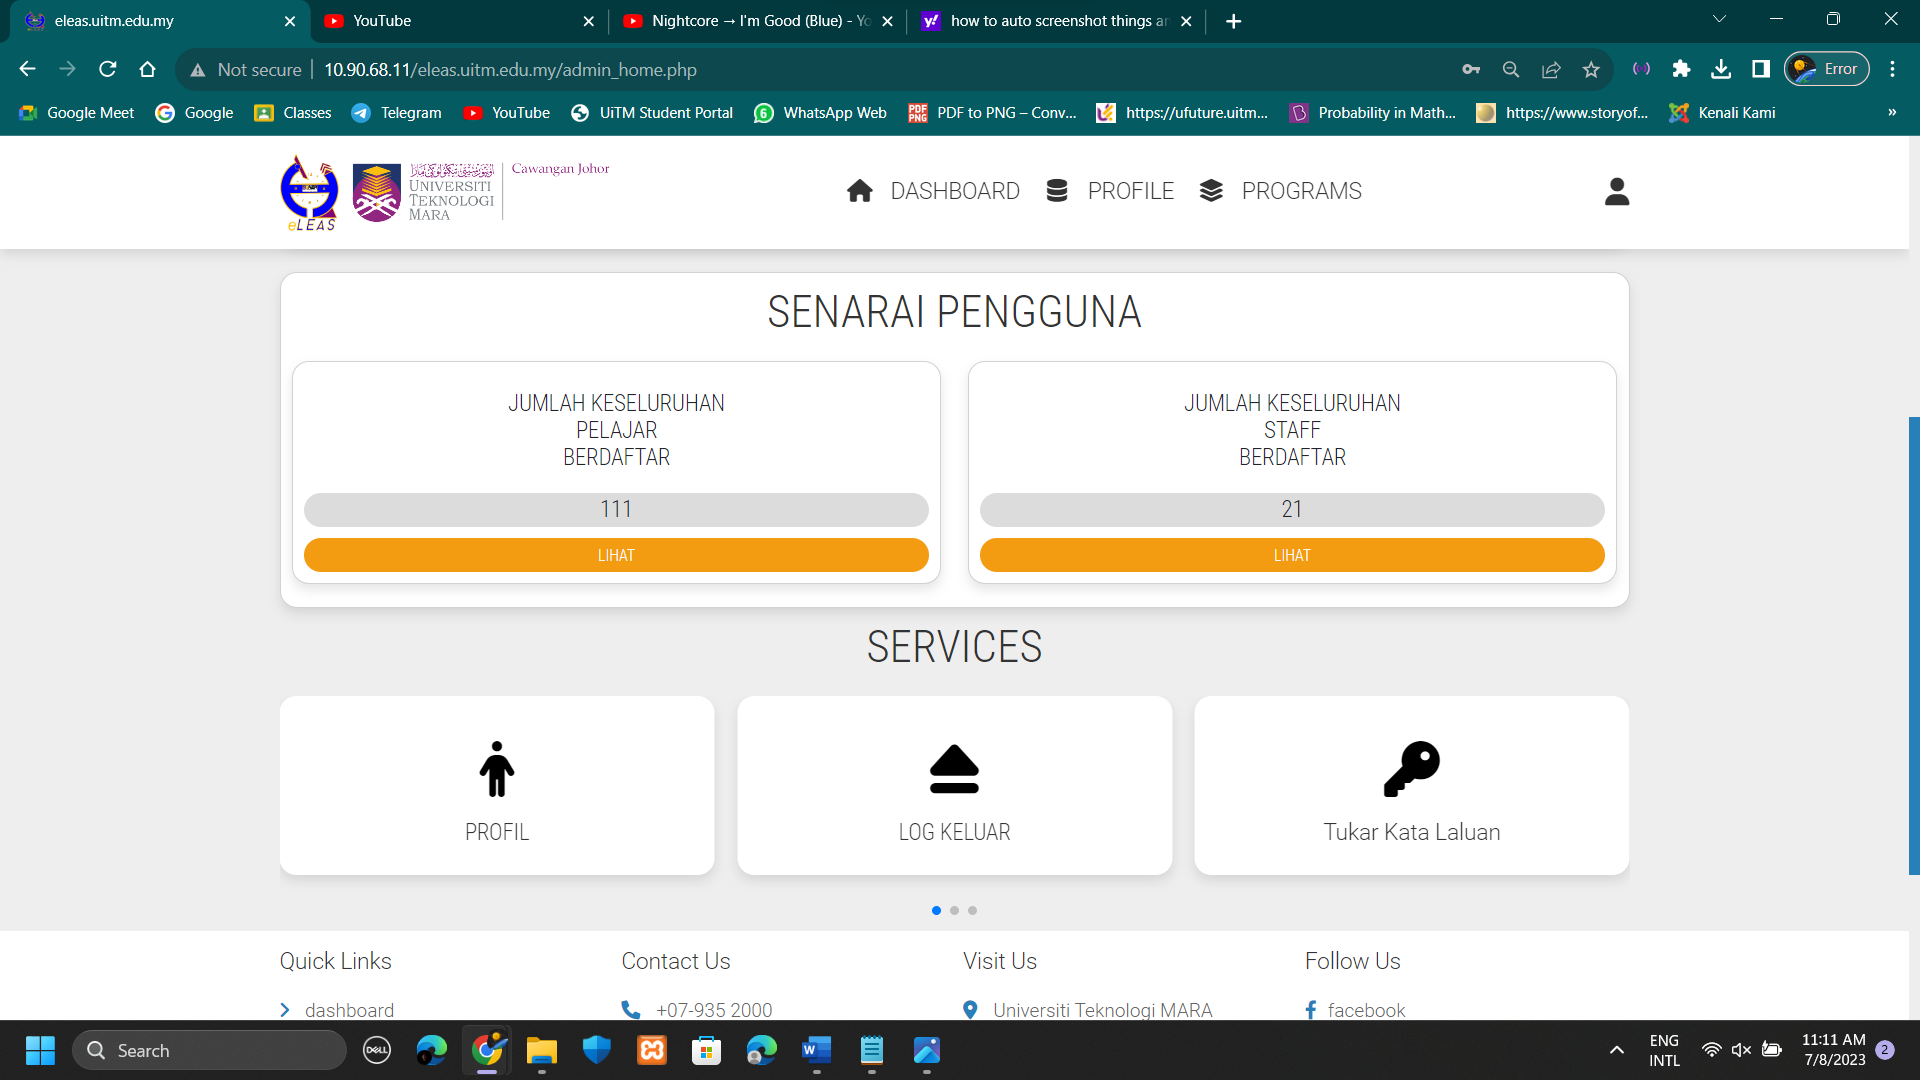 eleas.uitm.edu.my
YouTube
Nightcore → I'm Good (Blue) - Yo
how to auto screenshot things an
Not secure
10.90.68.11/eleas.uitm.edu.my/admin_home.php
Error
Google Meet
Google
Classes
Telegram
YouTube
UiTM Student Portal
WhatsApp Web
PDF to PNG – Conv...
https://ufuture.uitm...
Probability in Math...
https://www.storyof...
Kenali Kami
»
eLEAS
UNIVERSITI
TEKNOLOGI
MARA
Cawangan Johor
DASHBOARD
PROFILE
PROGRAMS
SENARAI PENGGUNA
JUMLAH KESELURUHAN
PELAJAR
BERDAFTAR
111
LIHAT
JUMLAH KESELURUHAN
STAFF
BERDAFTAR
21
LIHAT
SERVICES
PROFIL
LOG KELUAR
Tukar Kata Laluan
Quick Links
Contact Us
Visit Us
Follow Us
dashboard
+07-935 2000
Universiti Teknologi MARA
facebook
Search
DELL
ENG
INTL
11:11 AM
7/8/2023
2